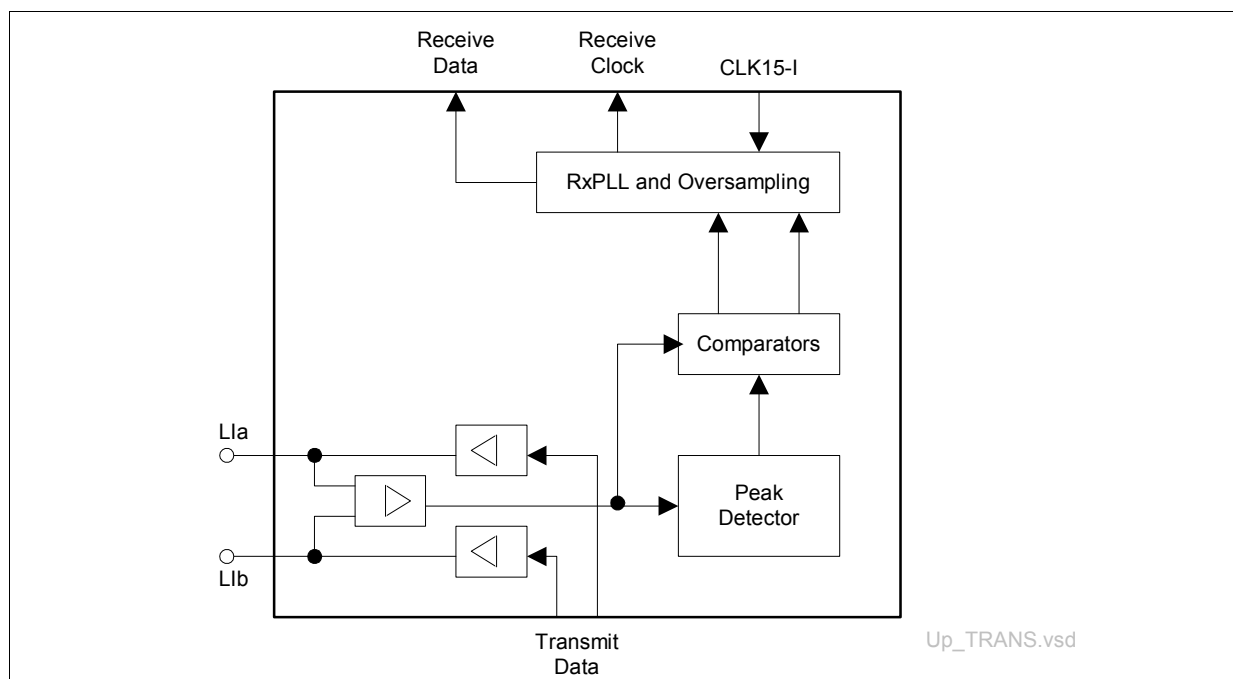 Receive
Data
Receive
Clock
CLK15-I
RxPLL and Oversampling
Comparators
LIa
Peak
Detector
LIb
Transmit
Data
Up_TRANS.vsd